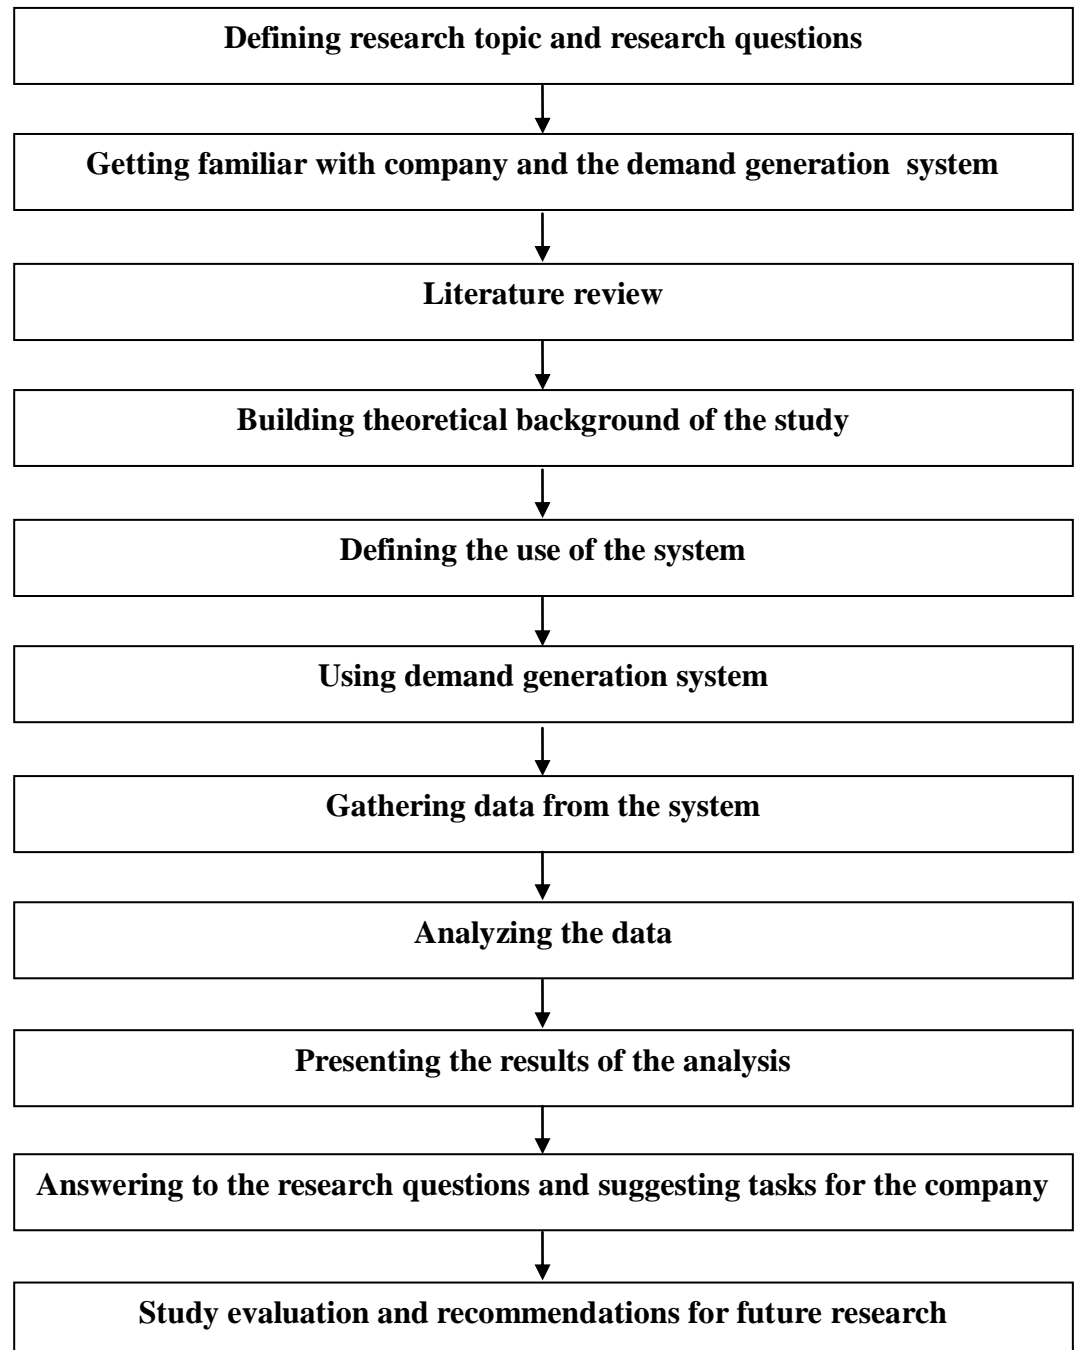 Defining research topic and research questions
Getting familiar with company and the demand generation  system
Literature review
Building theoretical background of the study
Defining the use of the system
Using demand generation system
Gathering data from the system
Analyzing the data
Presenting the results of the analysis
Answering to the research questions and suggesting tasks for the company
Study evaluation and recommendations for future research